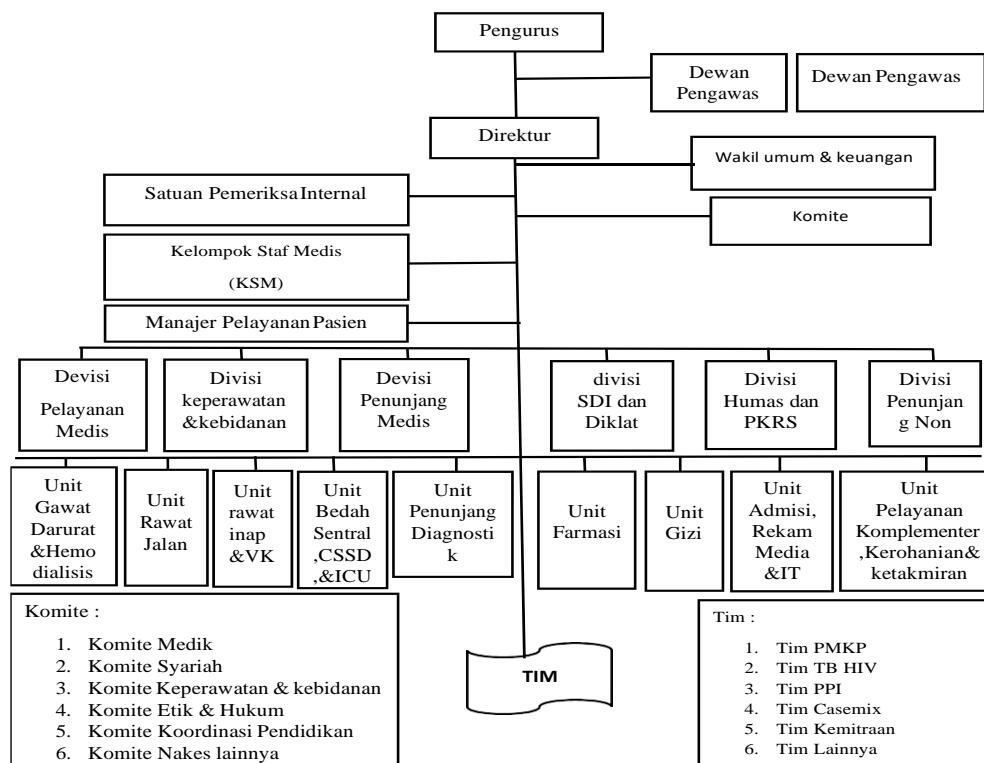 Pengurus
Dewan
Pengawas
Dewan Pengawas
Direktur
Wakil umum & keuangan
Satuan Pemeriksa Internal
Komite
Kelompok Staf Medis
(KSM)
Manajer Pelayanan Pasien
Devisi
Pelayanan
Medis
Divisi
keperawatan
&kebidanan
Devisi
Penunjang
Medis
divisi
SDI dan
Diklat
Divisi
Humas dan
PKRS
Divisi
Penunjan
g Non
Unit
Gawat
Darurat
&Hemo
dialisis
Unit
Rawat
Jalan
Unit
rawat
inap
&VK
Unit
Bedah
Sentral
,CSSD
,&ICU
Unit
Penunjang
Diagnosti
k
Unit
Farmasi
Unit
Gizi
Unit
Admisi,
Rekam
Media
&IT
Unit
Pelayanan
Komplementer
,Kerohanian&
ketakmiran
Komite :
1. Komite Medik
2. Komite Syariah
3. Komite Keperawatan & kebidanan
4. Komite Etik & Hukum
5. Komite Koordinasi Pendidikan
6. Komite Nakes lainnya
TIM
Tim :
1. Tim PMKP
2. Tim TB HIV
3. Tim PPI
4. Tim Casemix
5. Tim Kemitraan
6. Tim Lainnya